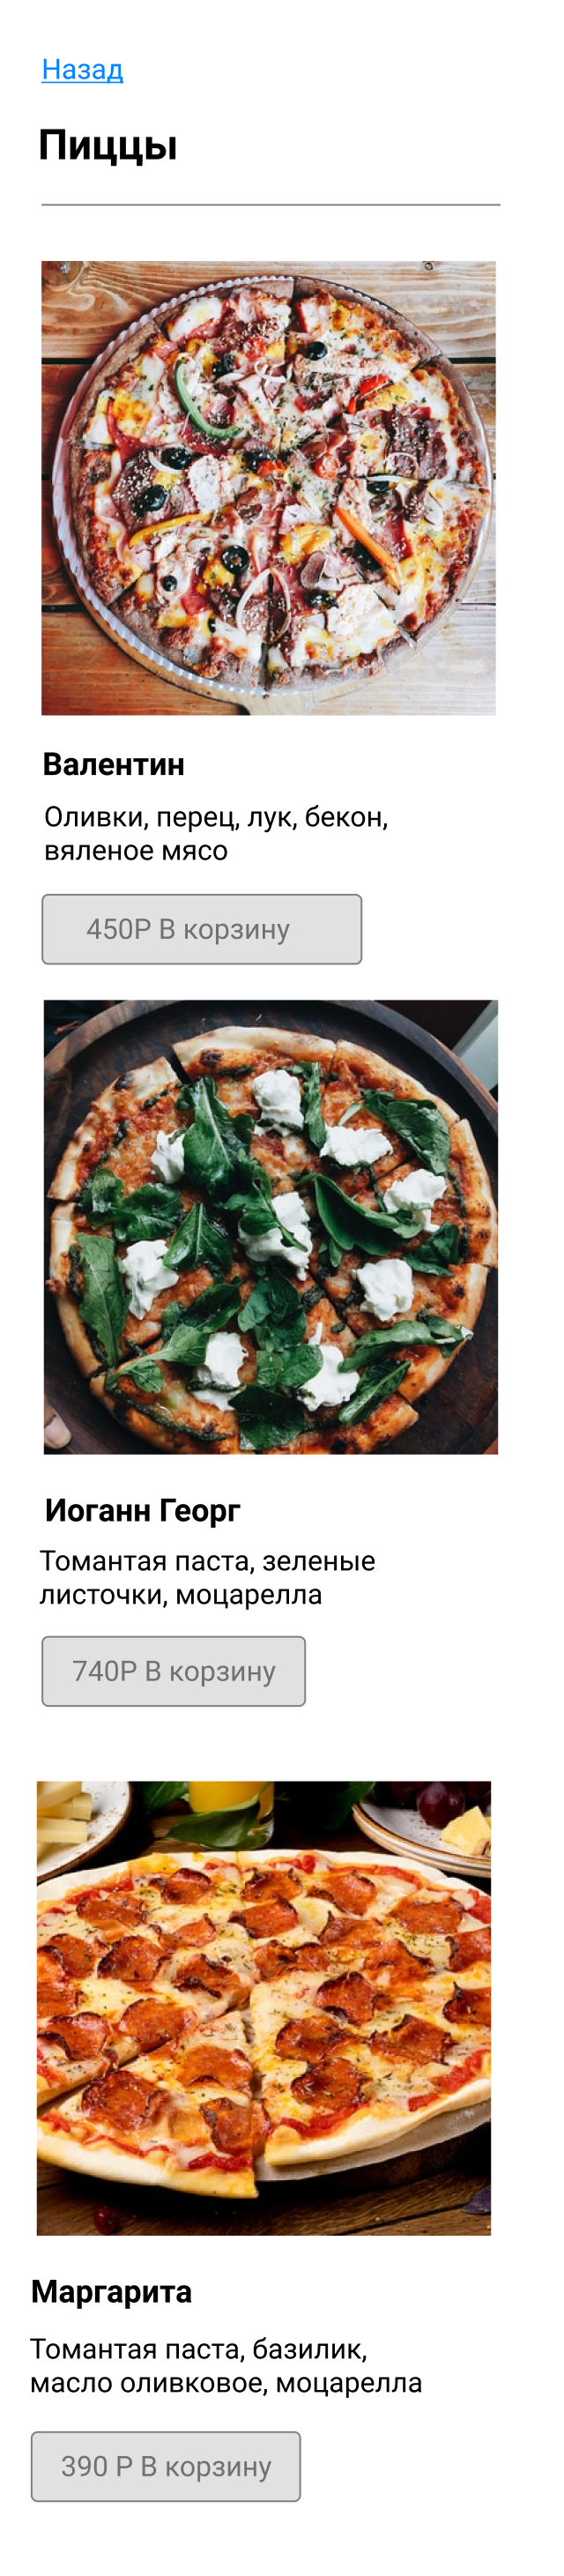 Назад
Пиццы
Валентин
Оливки, перец, лук, бекон,
вяленое мясо
450Р В корзину
Иоганн Георг
Томантая паста, зеленые
листочки, моцарелла
740Р В корзину
Маргарита
Томантая паста, базилик,
масло оливковое, моцарелла
390 Р В корзину